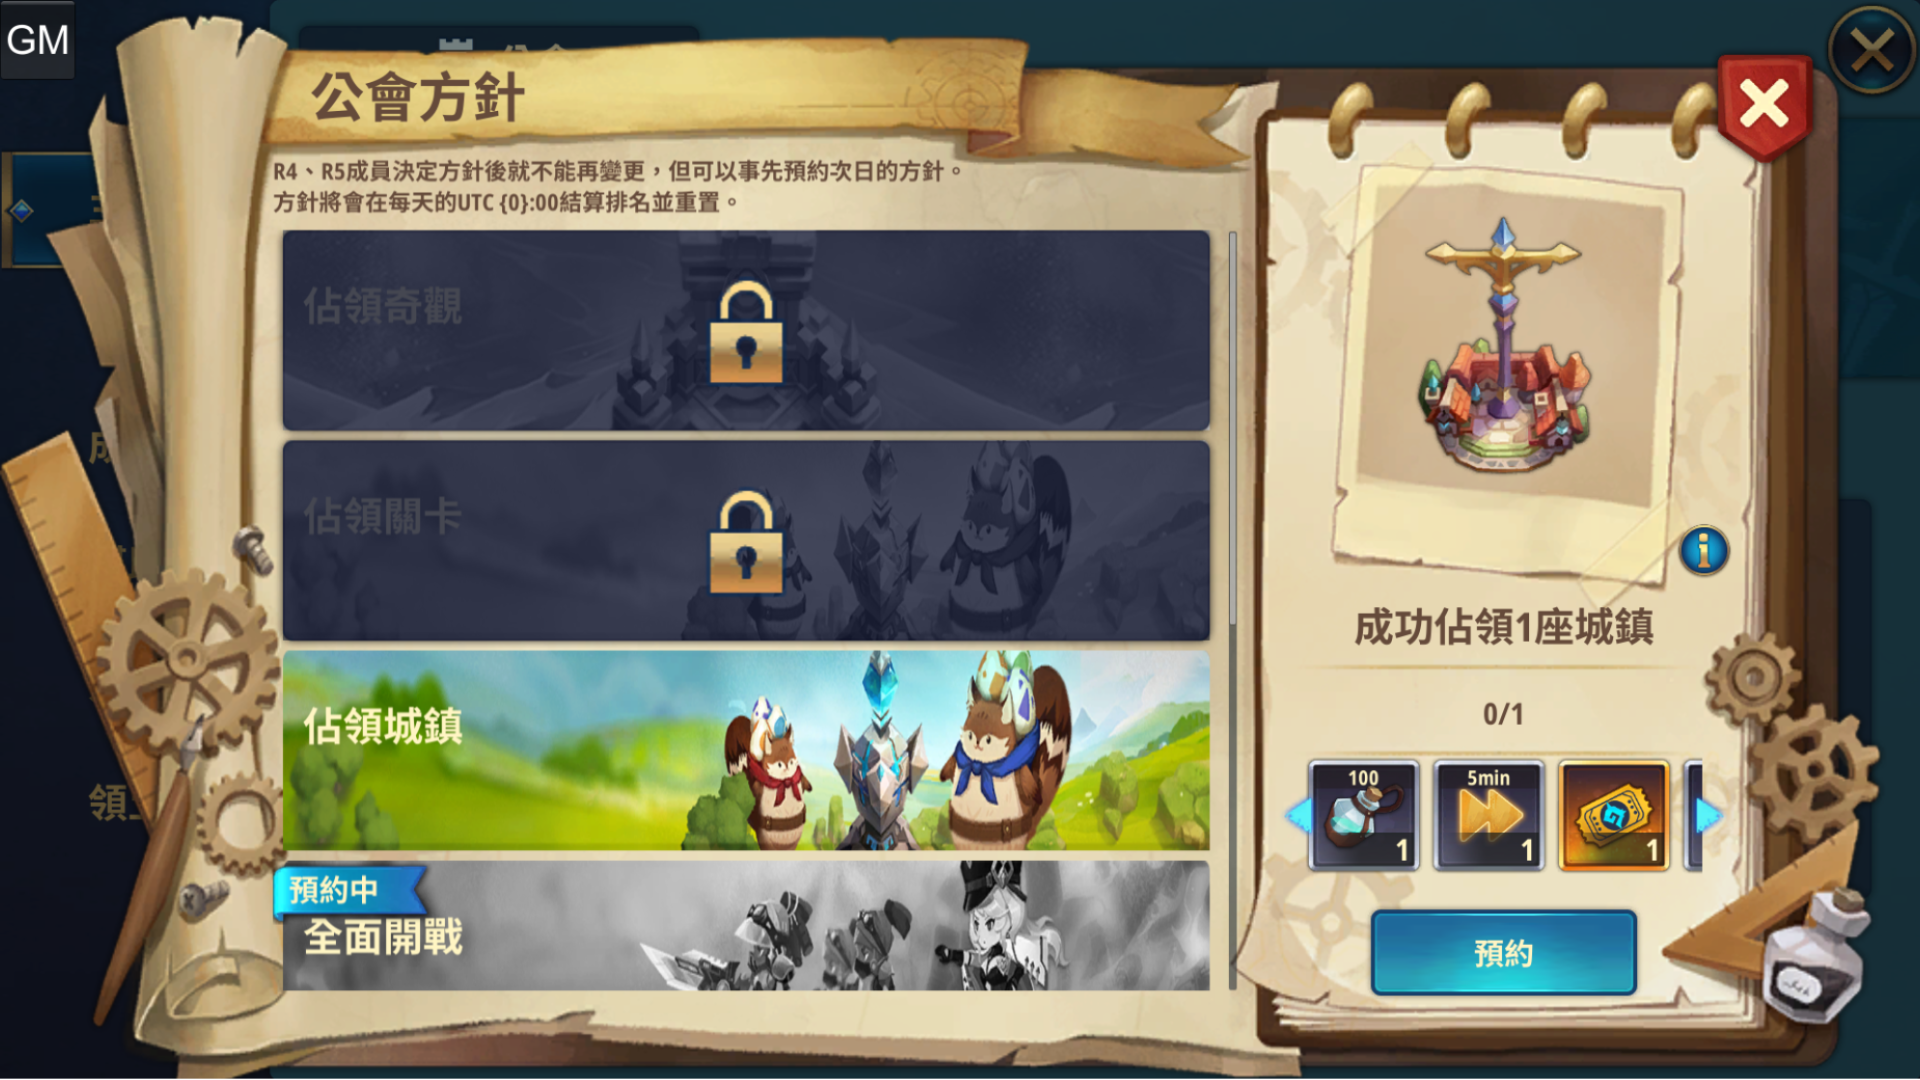 GM
公會方針
R4、R5成員決定方針後就不能再變更，但可以事先預約次日的方針。
方針將會在每天的UTC {0}:00結算排名並重置。
佔領奇觀
佔領關卡
佔領城鎮
預約中
全面開戰
成功佔領1座城鎮
0/1
100
1
5min
1
1
預約